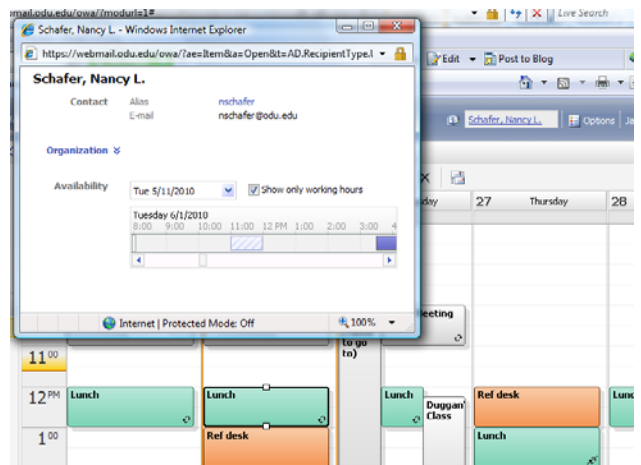 mail.odu.edu/owa/?modurl=1#
Live Search
Schafer, Nancy L. - Windows Internet Explorer
https://webmail.odu.edu/owa/?ae=Item&a=Open&t=AD.RecipientType.
Edit
Post to Blog
Schafer, Nancy L.
Contact
Alias
nschafer
E-mail
nschafer@odu.edu
Schafer, Nancy L.
Options
Organization
Availability
Tue 5/11/2010
Show only working hours
27
Thursday
28
Tuesday 6/1/2010
8:00 9:00 10:00 11:00 12 PM 1:00 2:00 3:00 4
Internet | Protected Mode: Off
100%
to go
to)
11 00
12 PM
Lunch
Lunch
Lunch
Duggan'
Class
Ref desk
1 00
Ref desk
Lunch